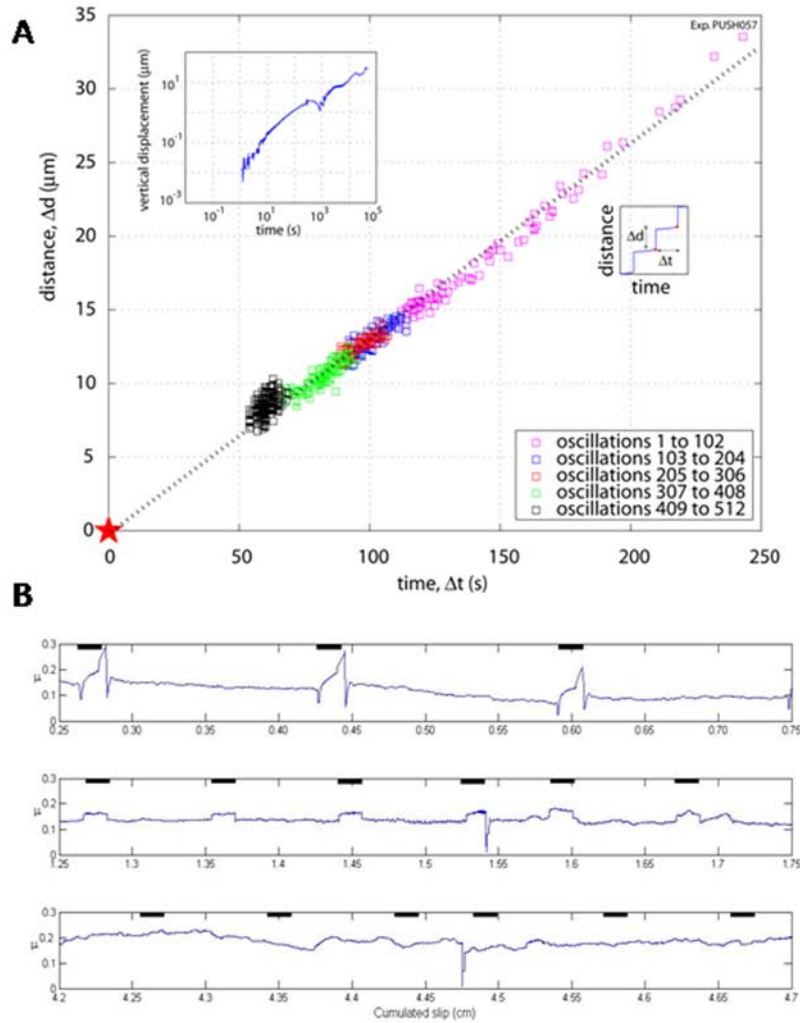 A
Exp. PUSH057
35
30
25
20
15
10
5
0
distance, Δd (μm)
vertical displacement (μm)
10¹
10⁻¹
10⁻³
10⁻¹ 10¹ 10³ 10⁵
time (s)
distance
Δd
Δt
time
oscillations 1 to 102
oscillations 103 to 204
oscillations 205 to 306
oscillations 307 to 408
oscillations 409 to 512
0 50 100 150 200 250
time, Δt (s)
B
0.3
0.2
0.1
0
μ
0.25 0.30 0.35 0.40 0.45 0.50 0.55 0.60 0.65 0.70 0.75
0.3
0.2
0.1
0
μ
1.25 1.3 1.35 1.4 1.45 1.5 1.55 1.6 1.65 1.7 1.75
0.3
0.2
0.1
0
μ
4.2 4.25 4.3 4.35 4.4 4.45 4.5 4.55 4.6 4.65 4.7
Cumulated slip (cm)